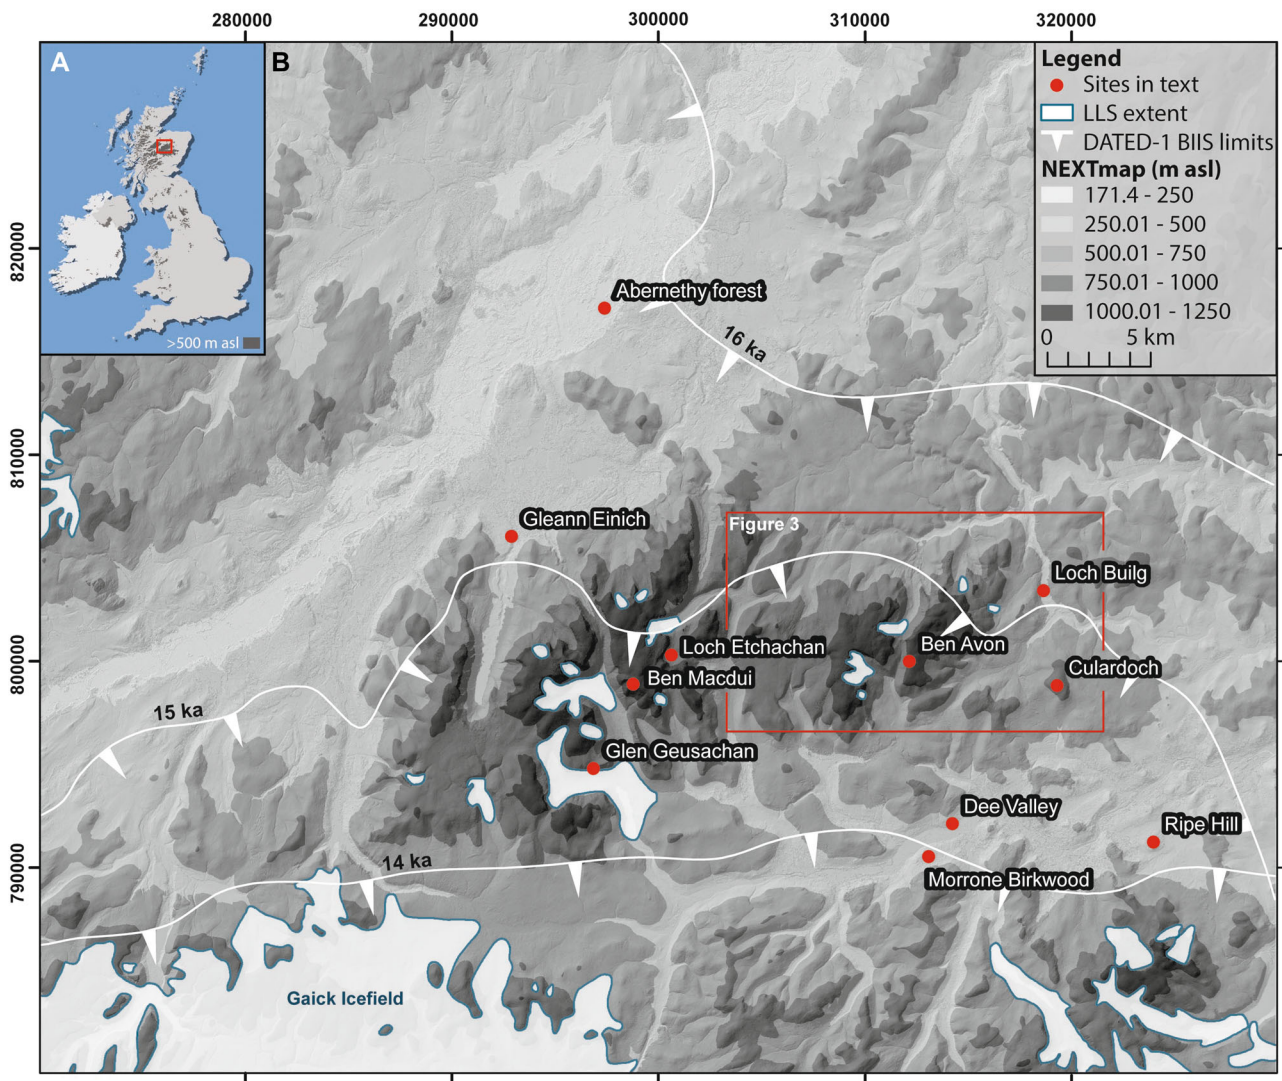 280000
290000
300000
310000
320000
A
B
>500 m asl
Legend
Sites in text
LLS extent
DATED-1 BIIS limits
NEXTmap (m asl)
171.4 - 250
250.01 - 500
500.01 - 750
750.01 - 1000
1000.01 - 1250
0 5 km
820000
810000
800000
790000
Abernethy forest
16 ka
Gleann Einich
Figure 3
Loch Builg
Loch Etchachan
Ben Avon
Ben Macdui
Culardoch
15 ka
Glen Geusachan
Dee Valley
Ripe Hill
14 ka
Morrone Birkwood
Gaick Icefield